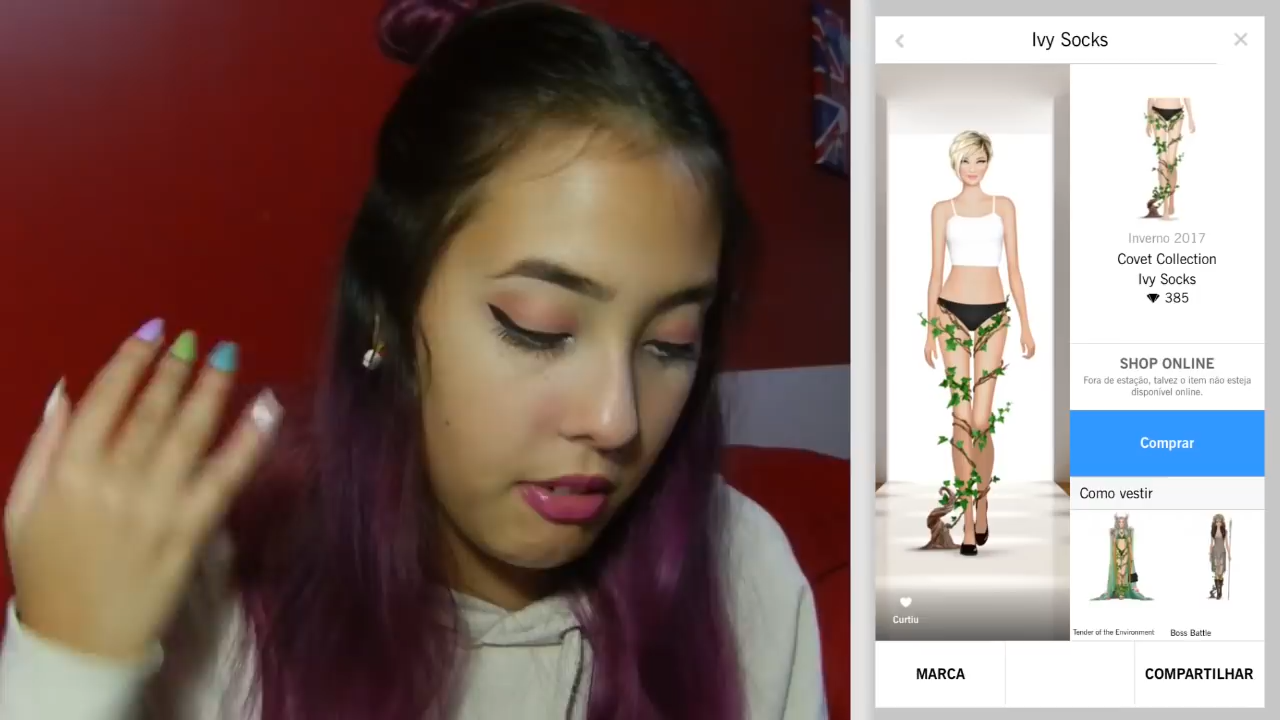 Ivy Socks
Inverno 2017
Covet Collection
Ivy Socks
385
SHOP ONLINE
Fora de estação, talvez o item não esteja
disponível online.
Comprar
Como vestir
Curtiu
Tender of the Environment
Boss Battle
MARCA
COMPARTILHAR